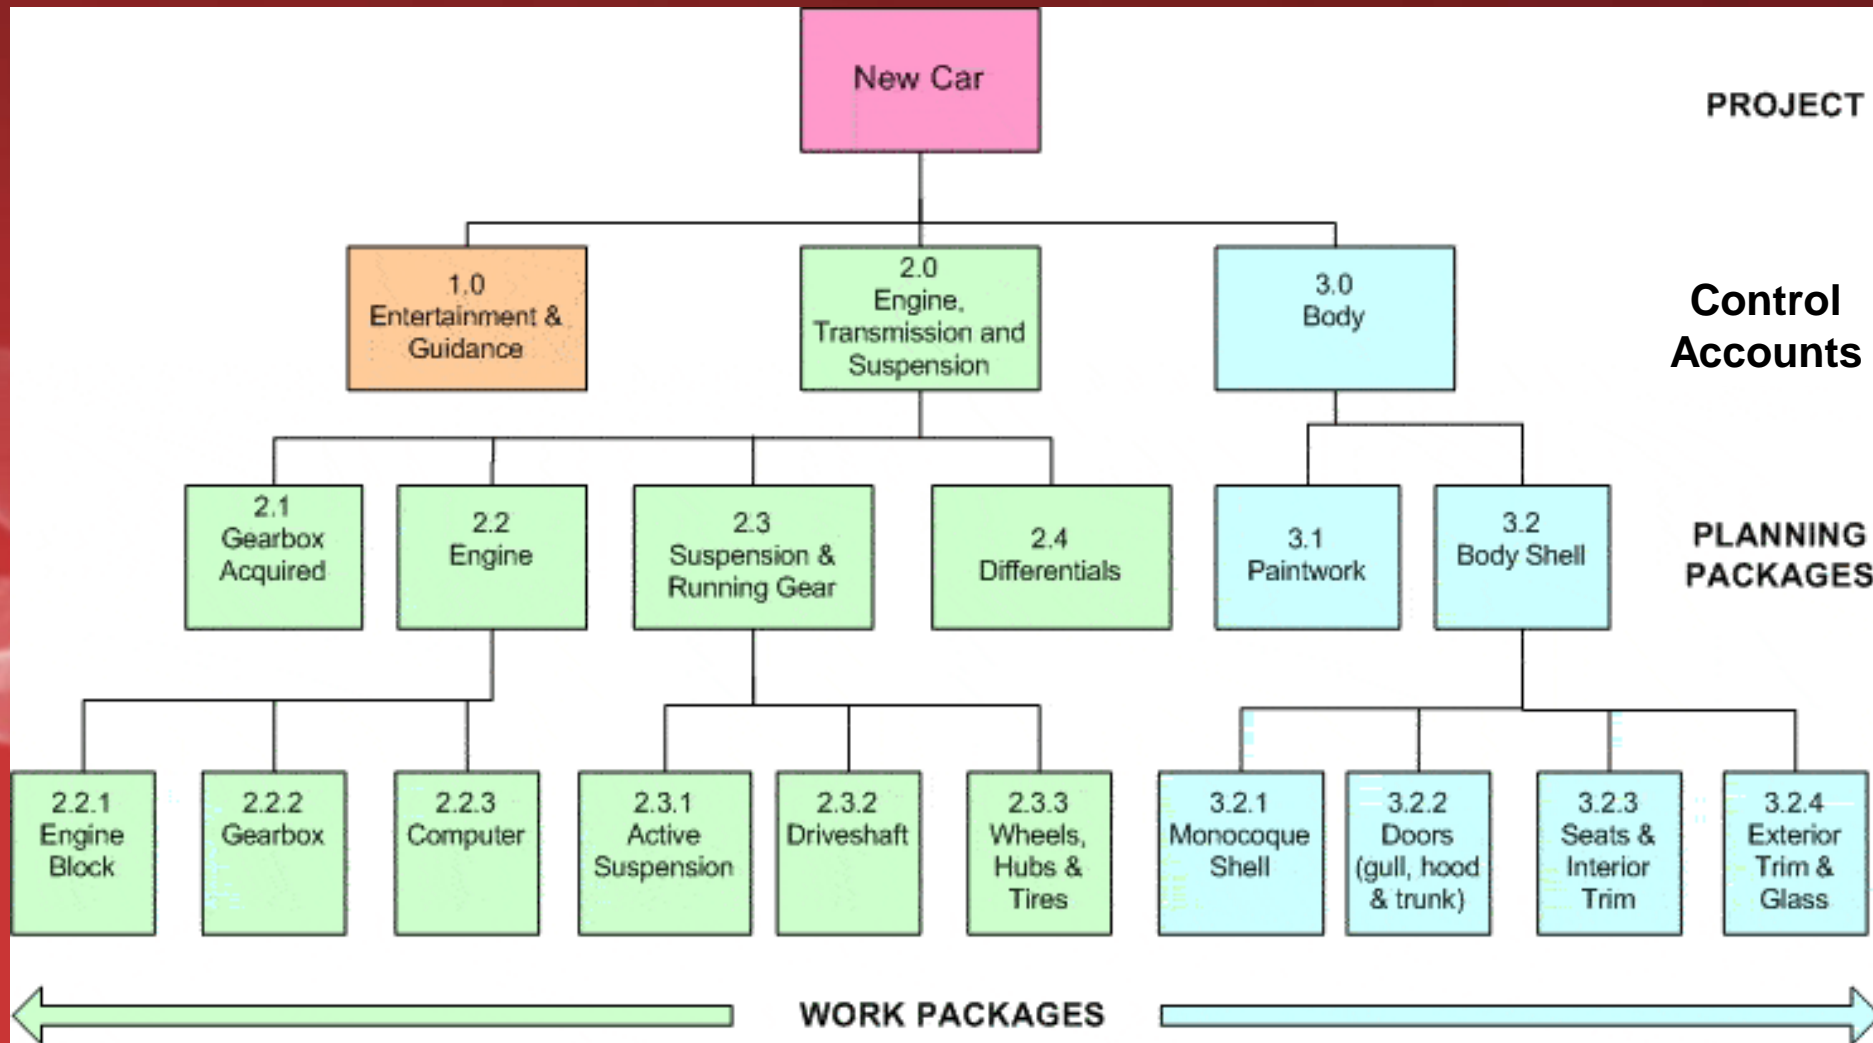 New Car
PROJECT
1.0
Entertainment &
Guidance
2.0
Engine,
Transmission and
Suspension
3.0
Body
Control
Accounts
2.1
Gearbox
Acquired
2.2
Engine
2.3
Suspension &
Running Gear
2.4
Differentials
3.1
Paintwork
3.2
Body Shell
PLANNING
PACKAGES
2.2.1
Engine
Block
2.2.2
Gearbox
2.2.3
Computer
2.3.1
Active
Suspension
2.3.2
Driveshaft
2.3.3
Wheels,
Hubs &
Tires
3.2.1
Monocoque
Shell
3.2.2
Doors
(gull, hood
& trunk)
3.2.3
Seats &
Interior
Trim
3.2.4
Exterior
Trim &
Glass
WORK PACKAGES